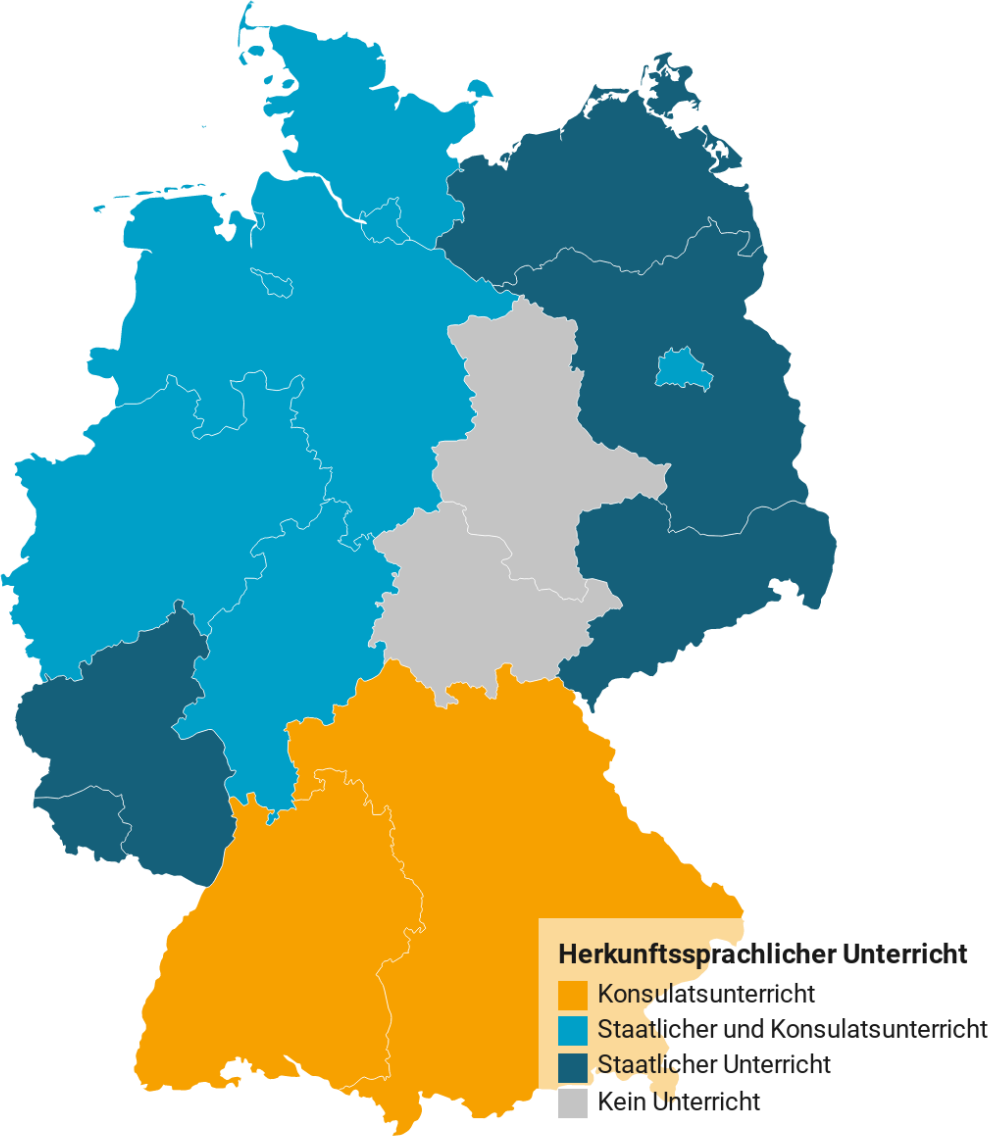 Herkunftssprachlicher Unterricht
Konsulatsunterricht
Staatlicher und Konsulatsunterricht
Staatlicher Unterricht
Kein Unterricht